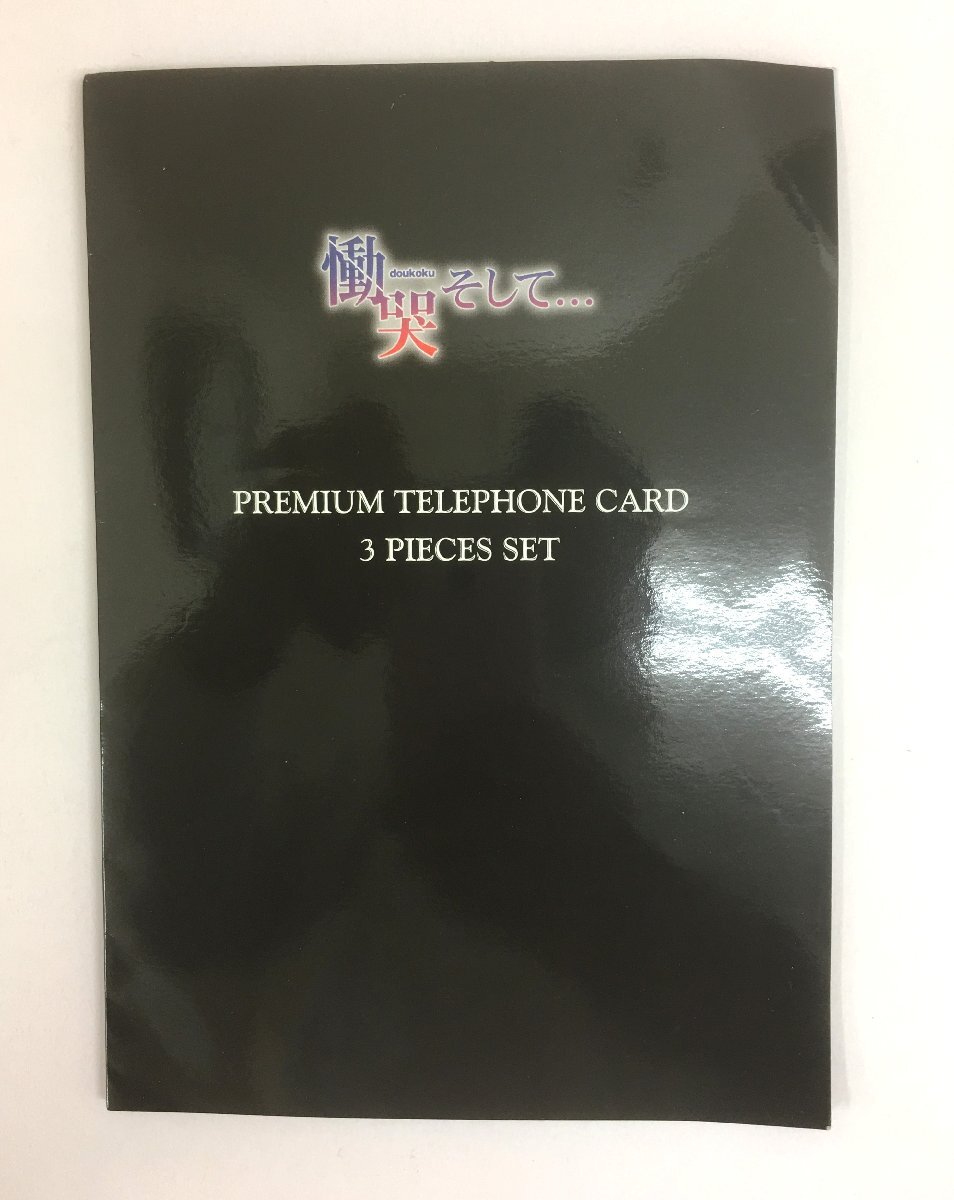 慟哭そして...
doukoku
PREMIUM TELEPHONE CARD
3 PIECES SET